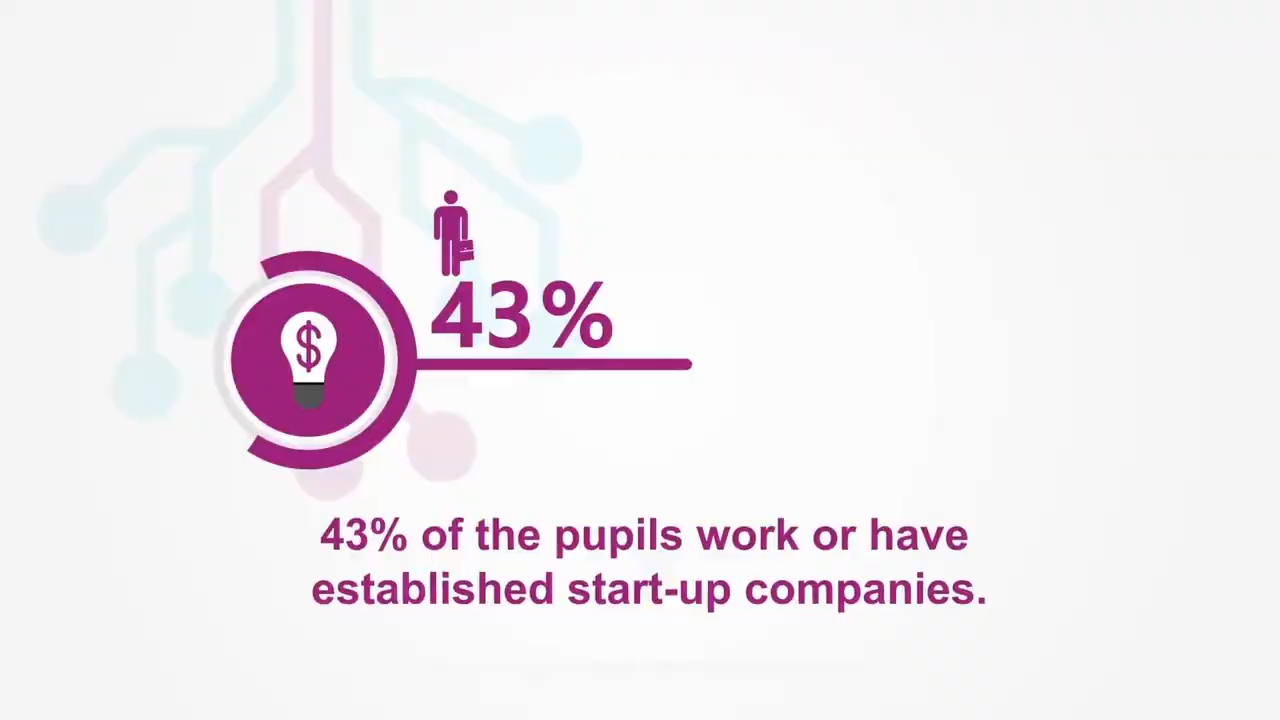 $
43%
43% of the pupils work or have
established start-up companies.